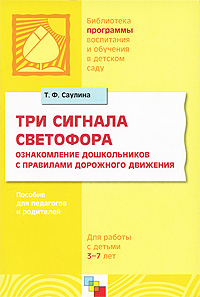 Библиотека
программы
воспитания
и обучения
в детском
саду
Т. Ф. Саулина
ТРИ СИГНАЛА
СВЕТОФОРА
ОЗНАКОМЛЕНИЕ ДОШКОЛЬНИКОВ
С ПРАВИЛАМИ ДОРОЖНОГО ДВИЖЕНИЯ
Пособие
для педагогов
и родителей
Для работы
с детьми
3–7 лет